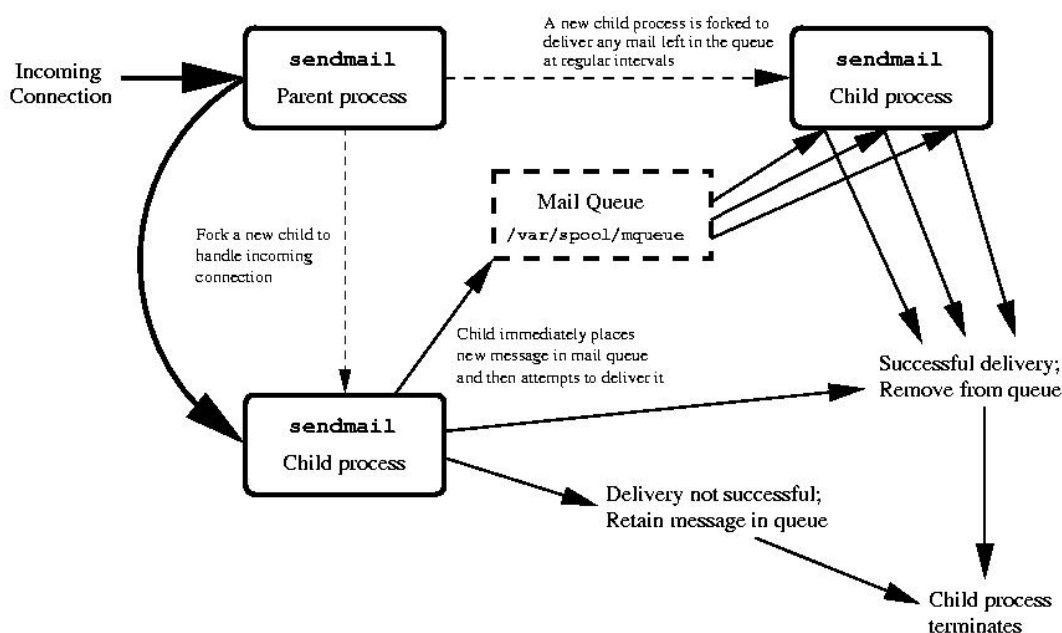 A new child process is forked to
deliver any mail left in the queue
at regular intervals
Incoming
Connection
sendmail
Parent process
sendmail
Child process
Mail Queue
/var/spool/mqueue
Fork a new child to
handle incoming
connection
Child immediately places
new message in mail queue
and then attempts to deliver it
Successful delivery;
Remove from queue
sendmail
Child process
Delivery not successful;
Retain message in queue
Child process
terminates